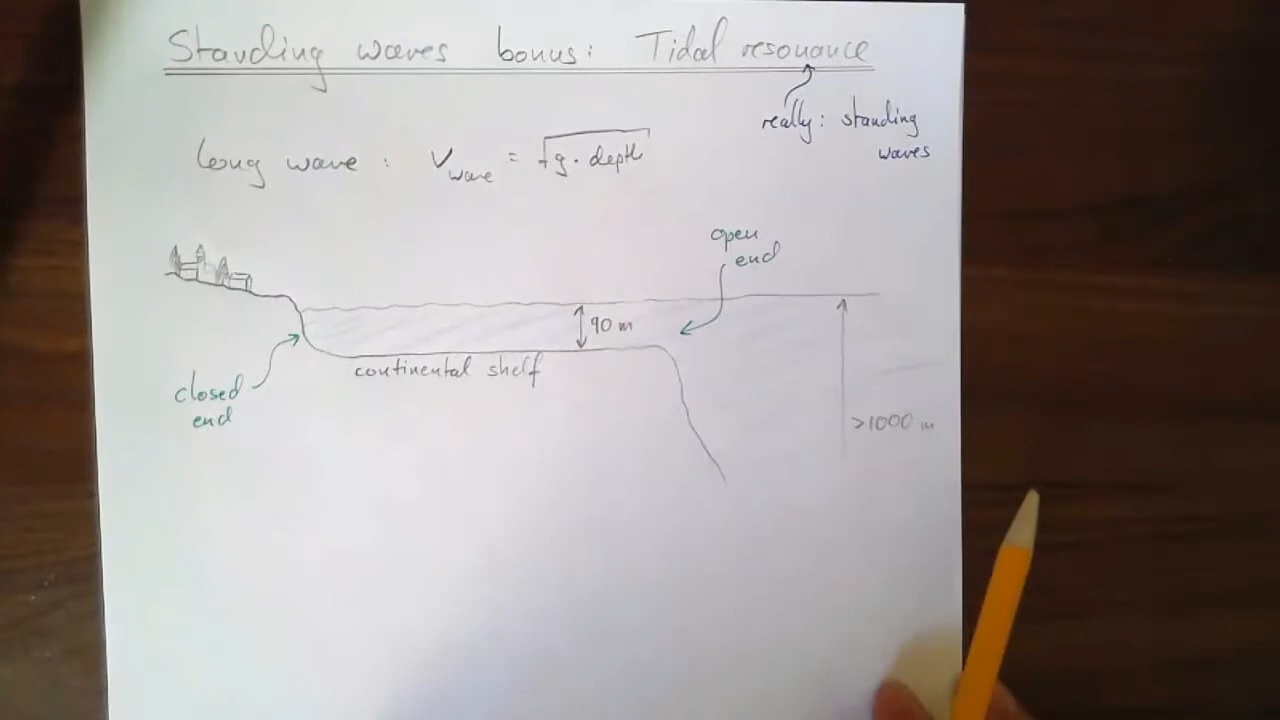 Standing waves bonus: Tidal resonance
really: standing
waves
long wave: v_wave = √g · depth
open
end
90 m
continental shelf
closed
end
>1000 m